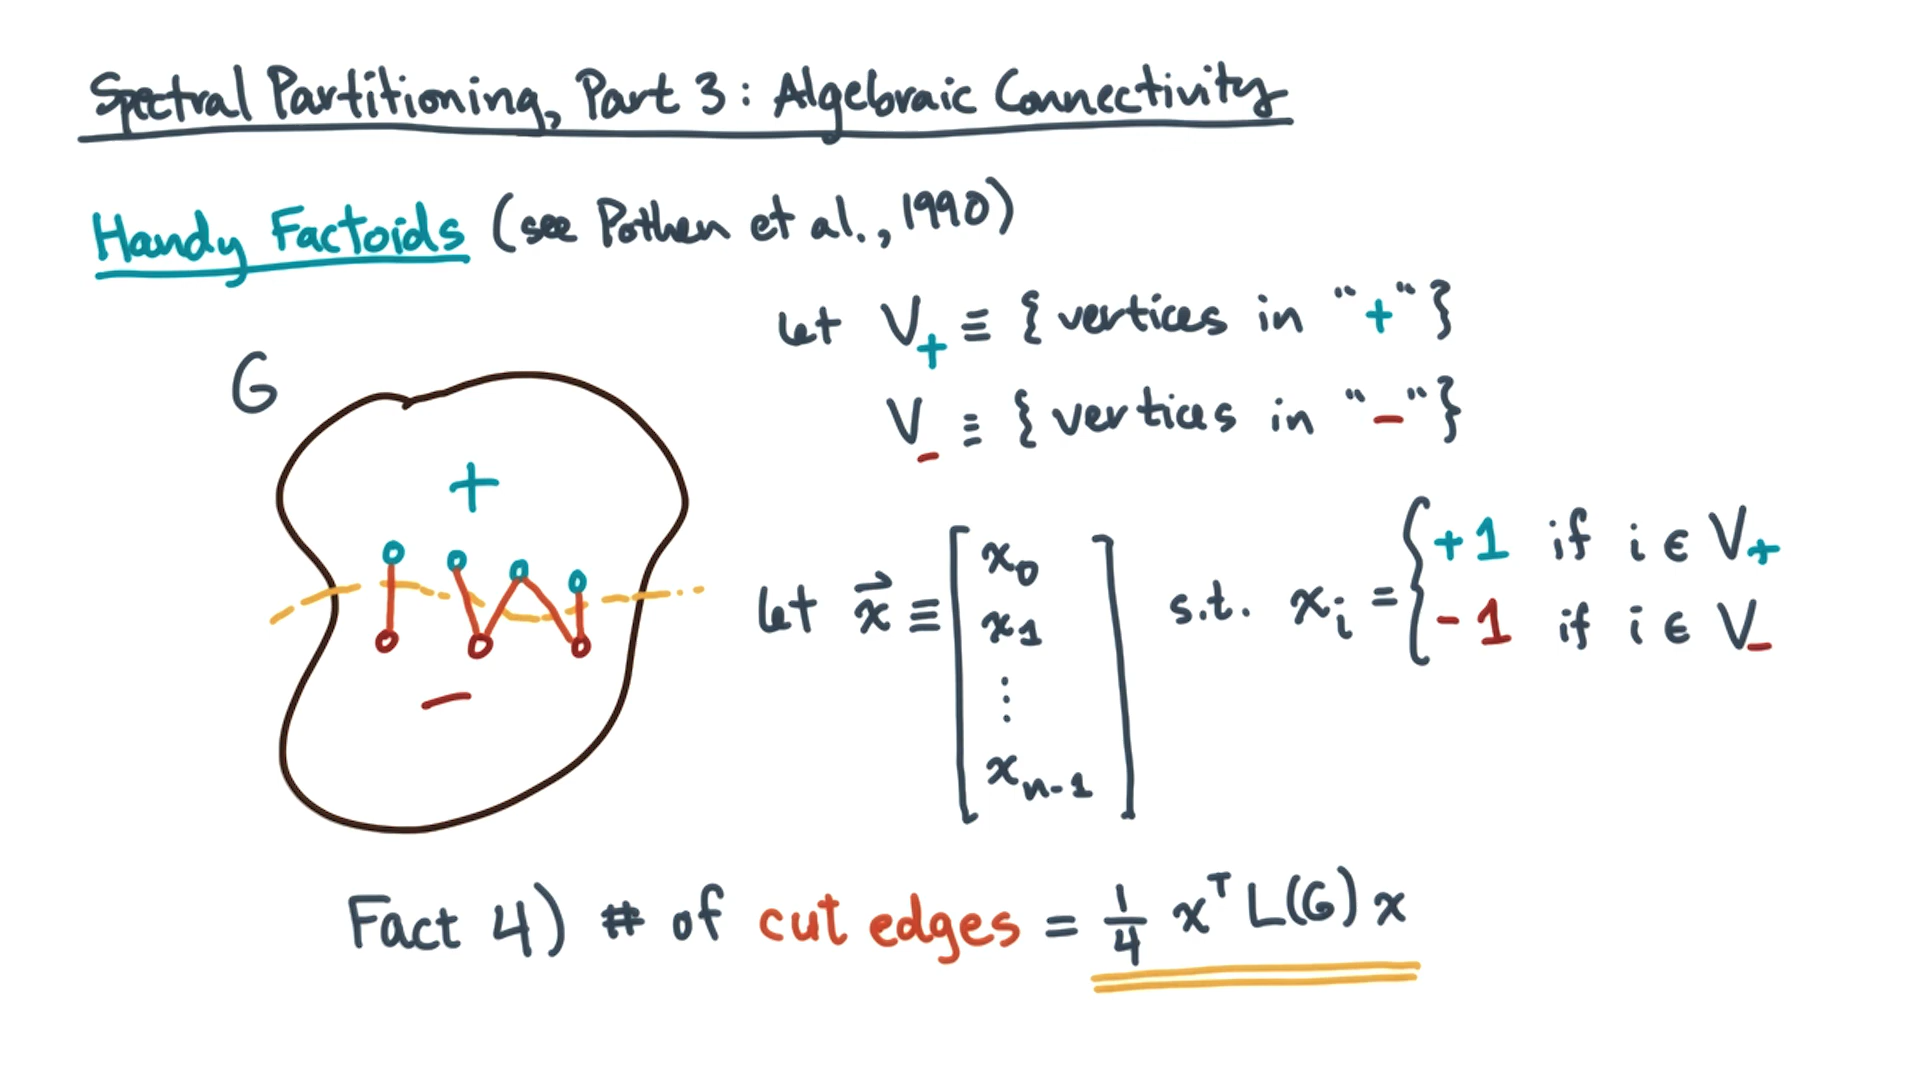 Spectral Partitioning, Part 3: Algebraic Connectivity
Handy Factoids (see Pothen et al., 1990)
let V₊ ≡ { vertices in "+" }
V₋ ≡ { vertices in "-" }
G
+
-
let x⃗ ≡ [ x₀ x₁ ⋮ xₙ₋₁ ] s.t. xᵢ = { +1 if i ∈ V₊
-1 if i ∈ V₋
Fact 4) # of cut edges = 1/4 xᵀ L(G) x